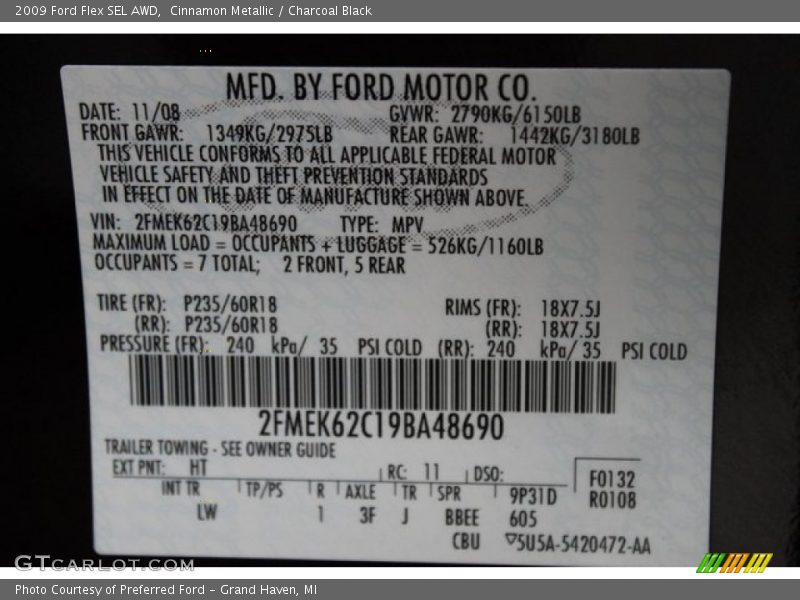 2009 Ford Flex SEL AWD,  Cinnamon Metallic / Charcoal Black
MFD. BY FORD MOTOR CO.
DATE: 11/08 GVWR: 2790KG/6150LB
FRONT GAWR: 1349KG/2975LB REAR GAWR: 1442KG/3180LB
THIS VEHICLE CONFORMS TO ALL APPLICABLE FEDERAL MOTOR
VEHICLE SAFETY AND THEFT PREVENTION STANDARDS
IN EFFECT ON THE DATE OF MANUFACTURE SHOWN ABOVE.
VIN: 2FMEK62C19BA48690 TYPE: MPV
MAXIMUM LOAD = OCCUPANTS + LUGGAGE = 526KG/1160LB
OCCUPANTS = 7 TOTAL; 2 FRONT, 5 REAR
TIRE (FR): P235/60R18 RIMS (FR): 18X7.5J
(RR): P235/60R18 (RR): 18X7.5J
PRESSURE (FR): 240 kPa/ 35 PSI COLD (RR): 240 kPa/ 35 PSI COLD
2FMEK62C19BA48690
TRAILER TOWING - SEE OWNER GUIDE
EXT PNT: HT RC: 11 DSO: F0132
INT TR TP/PS R AXLE TR SPR 9P31D R0108
LW 1 3F J BBEE 605
CBU ▽5U5A-5420472-AA
GTcarlot.com
Photo Courtesy of Preferred Ford – Grand Haven, MI